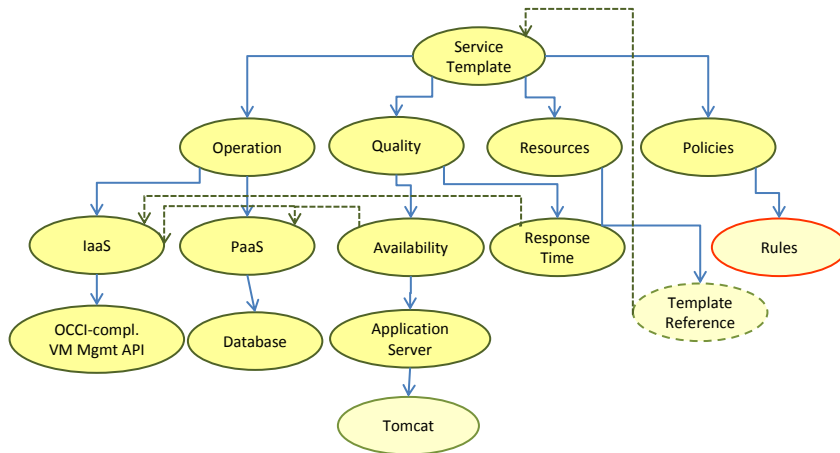 Service
Template
Operation
Quality
Resources
Policies
IaaS
PaaS
Availability
Response
Time
Rules
OCCI-compl.
VM Mgmt API
Database
Application
Server
Template
Reference
Tomcat